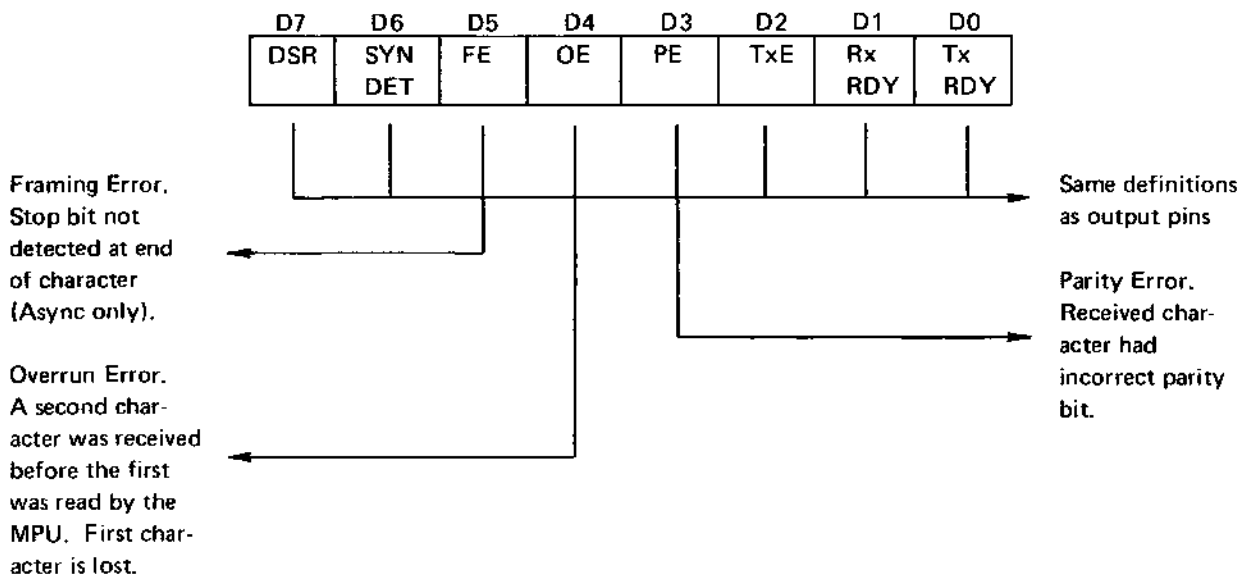 D7 D6 D5 D4 D3 D2 D1 D0
DSR SYN FE OE PE TxE Rx Tx
DET RDY RDY
Framing Error.
Stop bit not
detected at end
of character
(Async only).
Overrun Error.
A second char-
acter was received
before the first
was read by the
MPU. First char-
acter is lost.
Same definitions
as output pins
Parity Error.
Received char-
acter had
incorrect parity
bit.